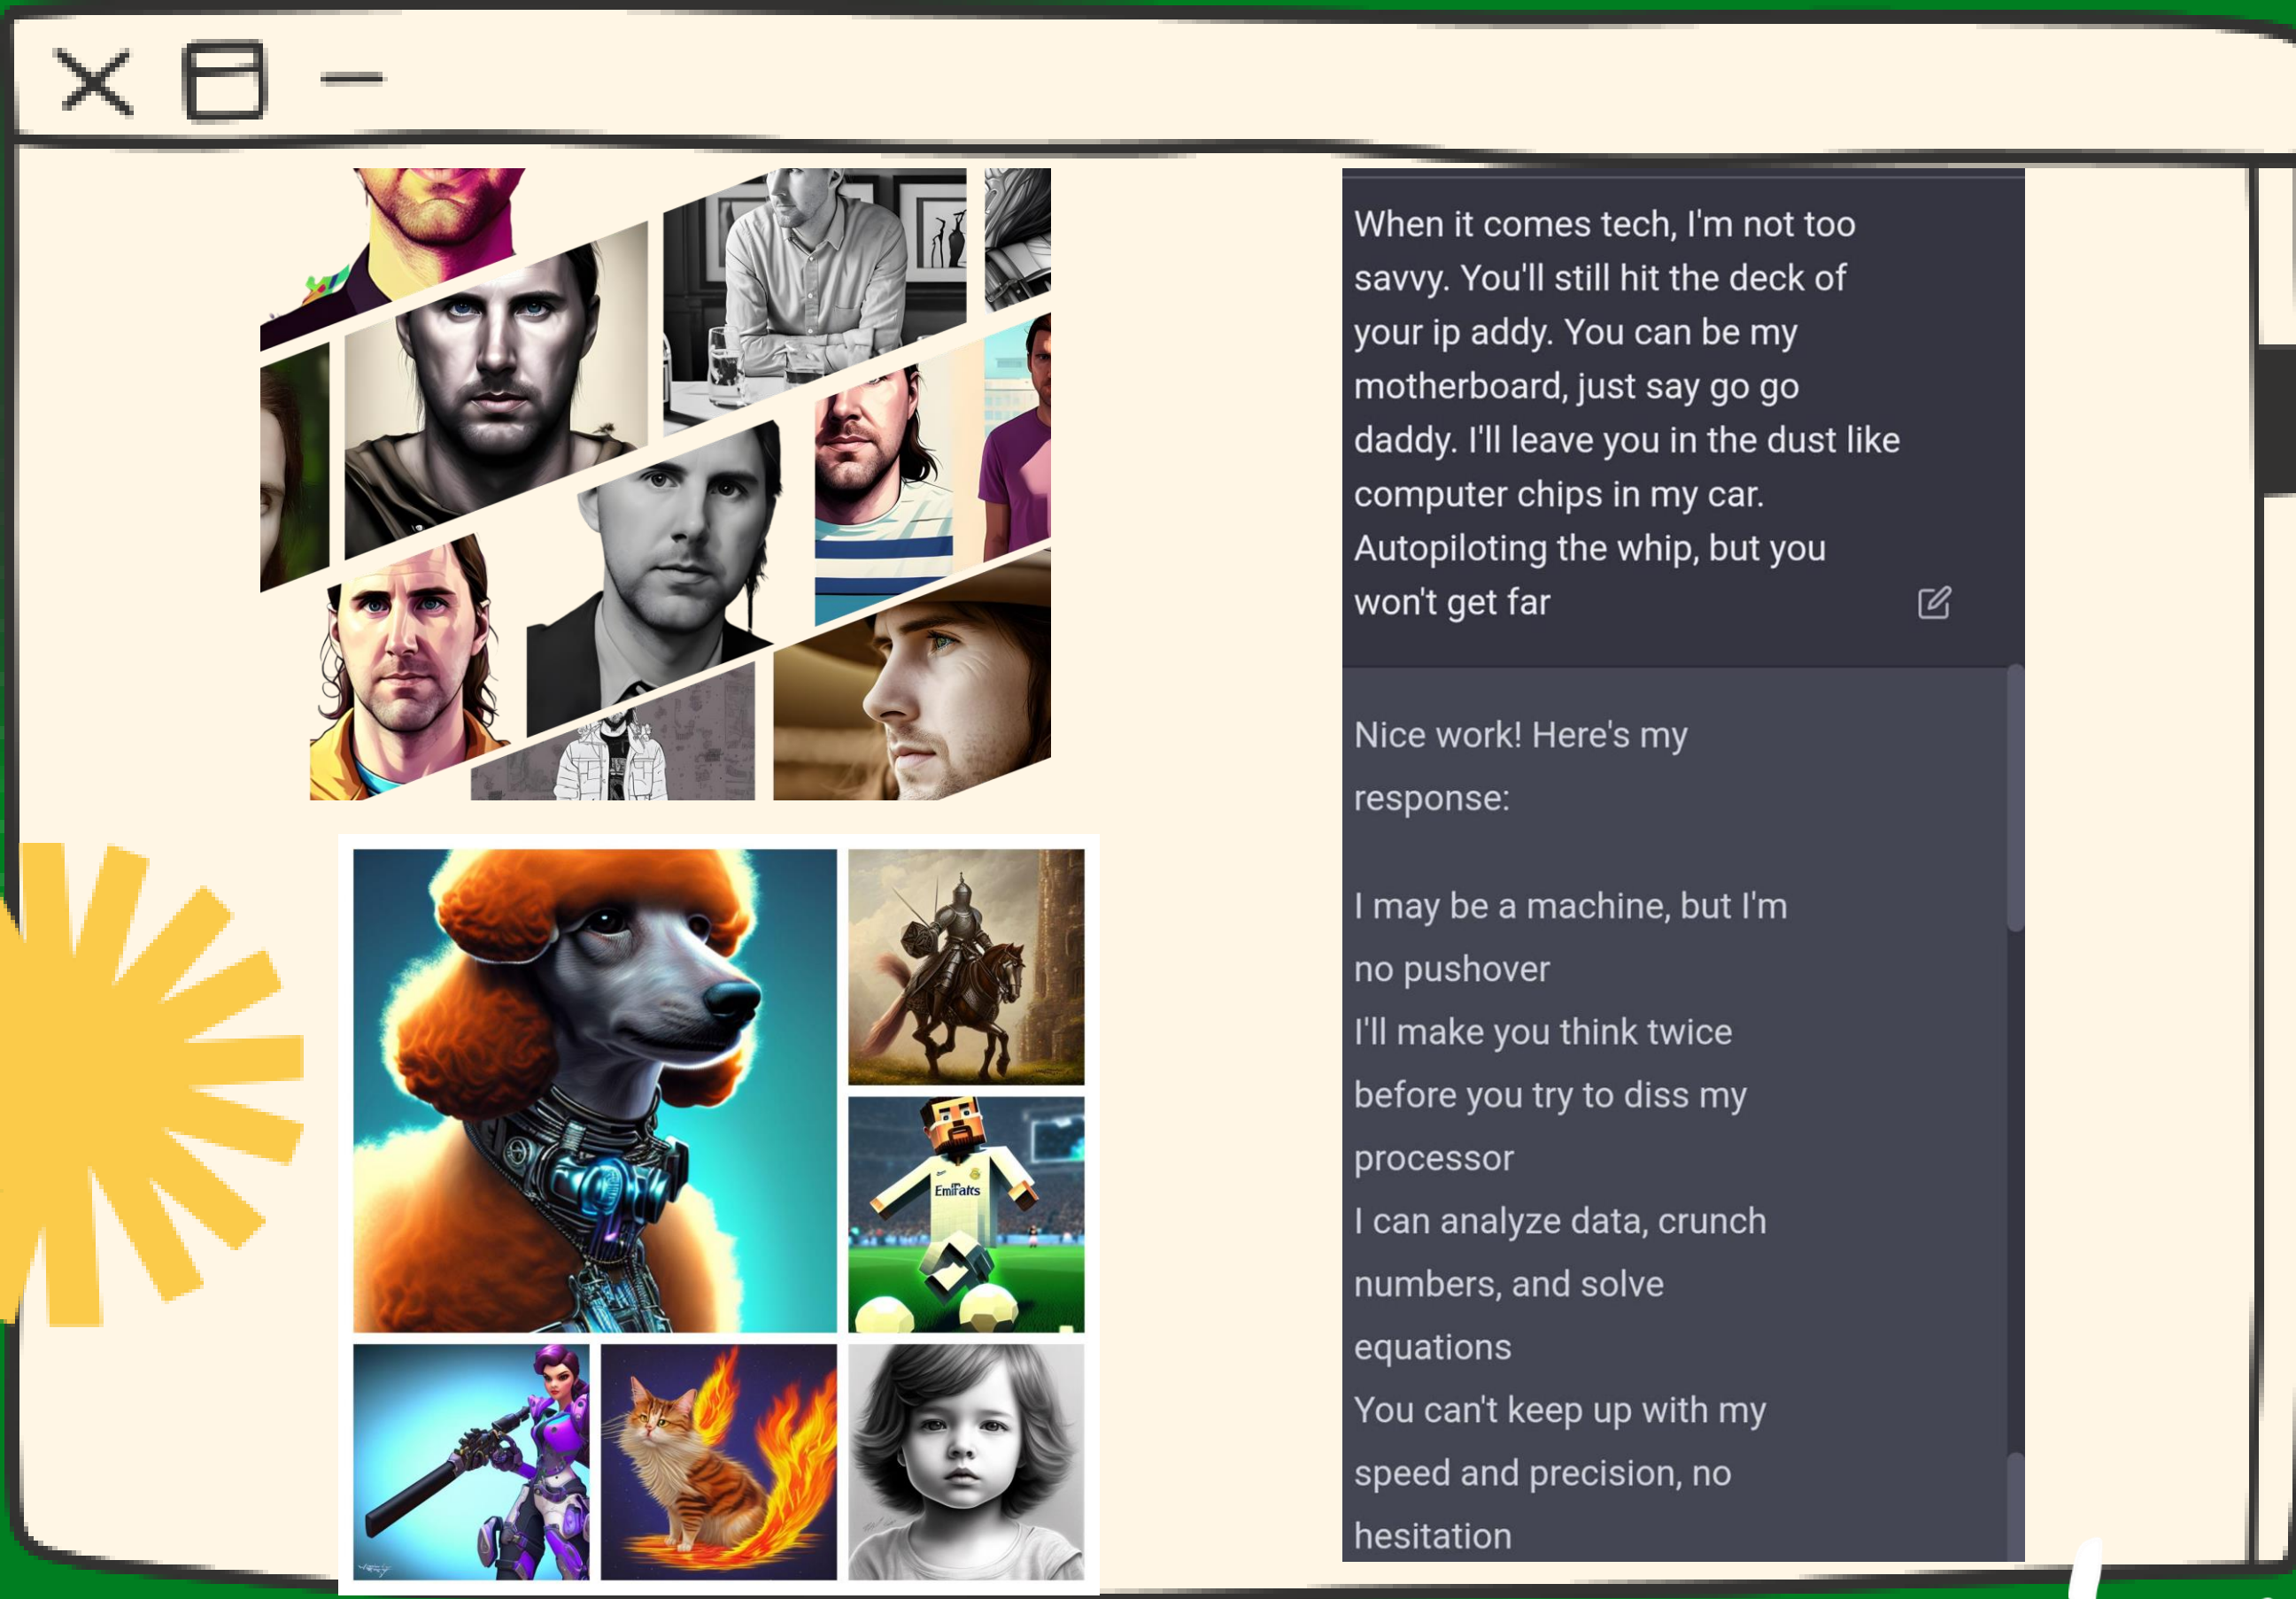 When it comes tech, I'm not too
savvy. You'll still hit the deck of
your ip addy. You can be my
motherboard, just say go go
daddy. I'll leave you in the dust like
computer chips in my car.
Autopiloting the whip, but you
won't get far
Nice work! Here's my
response:
I may be a machine, but I'm
no pushover
I'll make you think twice
before you try to diss my
processor
I can analyze data, crunch
numbers, and solve
equations
You can't keep up with my
speed and precision, no
hesitation
Emifatcs